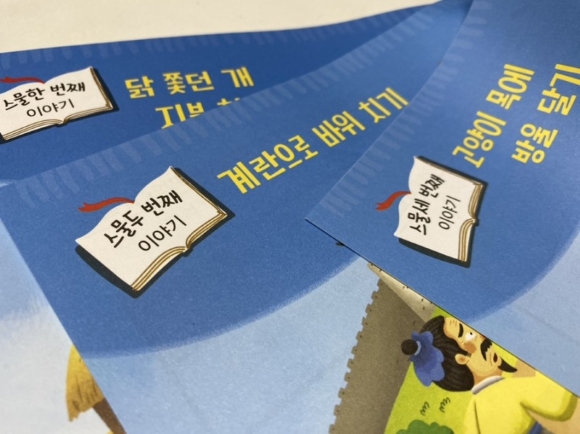 스물한 번째
이야기
닭 쫓던 개
스물두 번째
이야기
계란으로 바위 치기
스물세 번째
이야기
고양이 목에
방울 달기